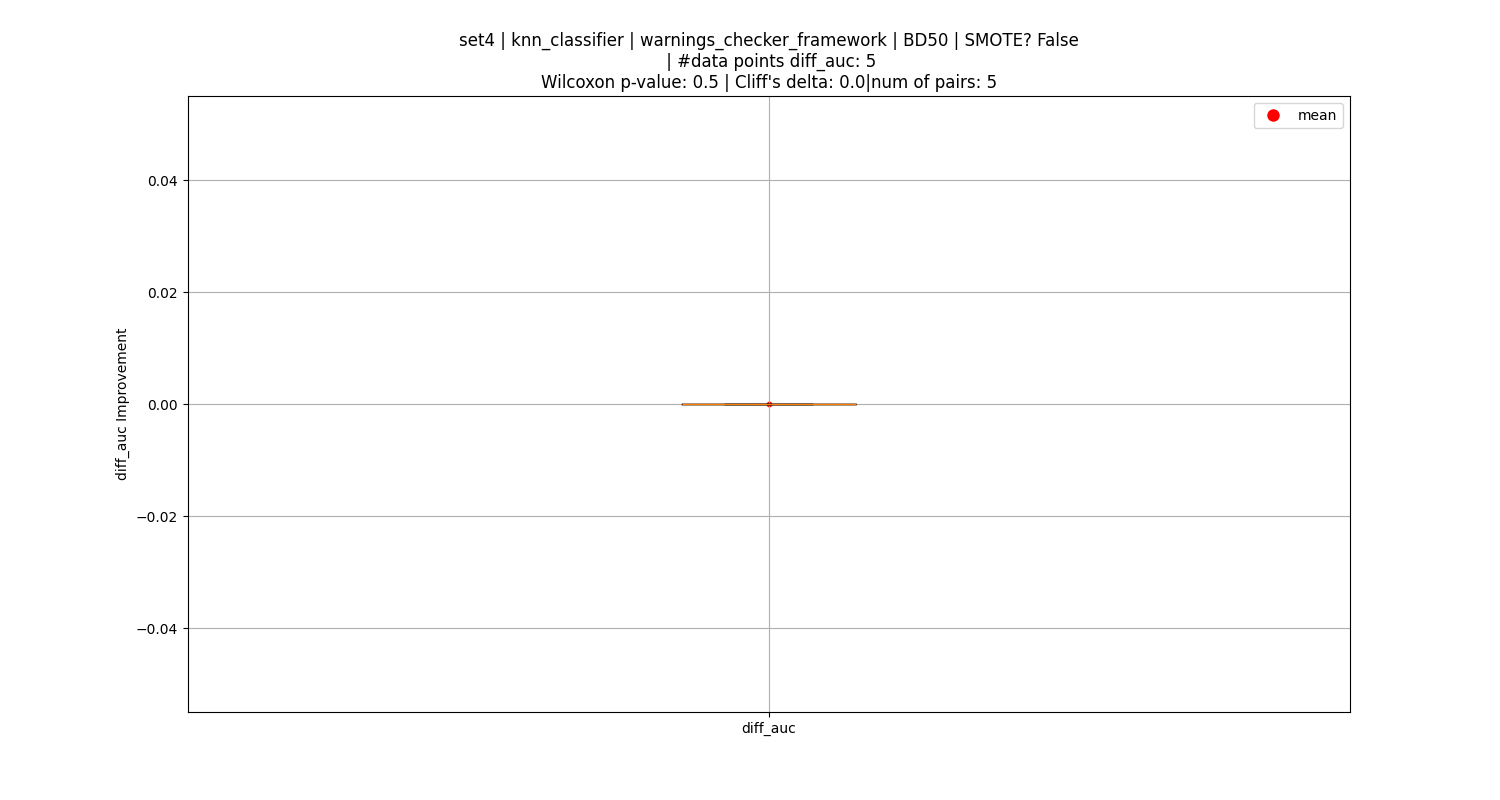 set4 | knn_classifier | warnings_checker_framework | BD50 | SMOTE? False
| #data points diff_auc: 5
Wilcoxon p-value: 0.5 | Cliff's delta: 0.0|num of pairs: 5
mean
0.04
0.02
0.00
−0.02
−0.04
diff_auc Improvement
diff_auc